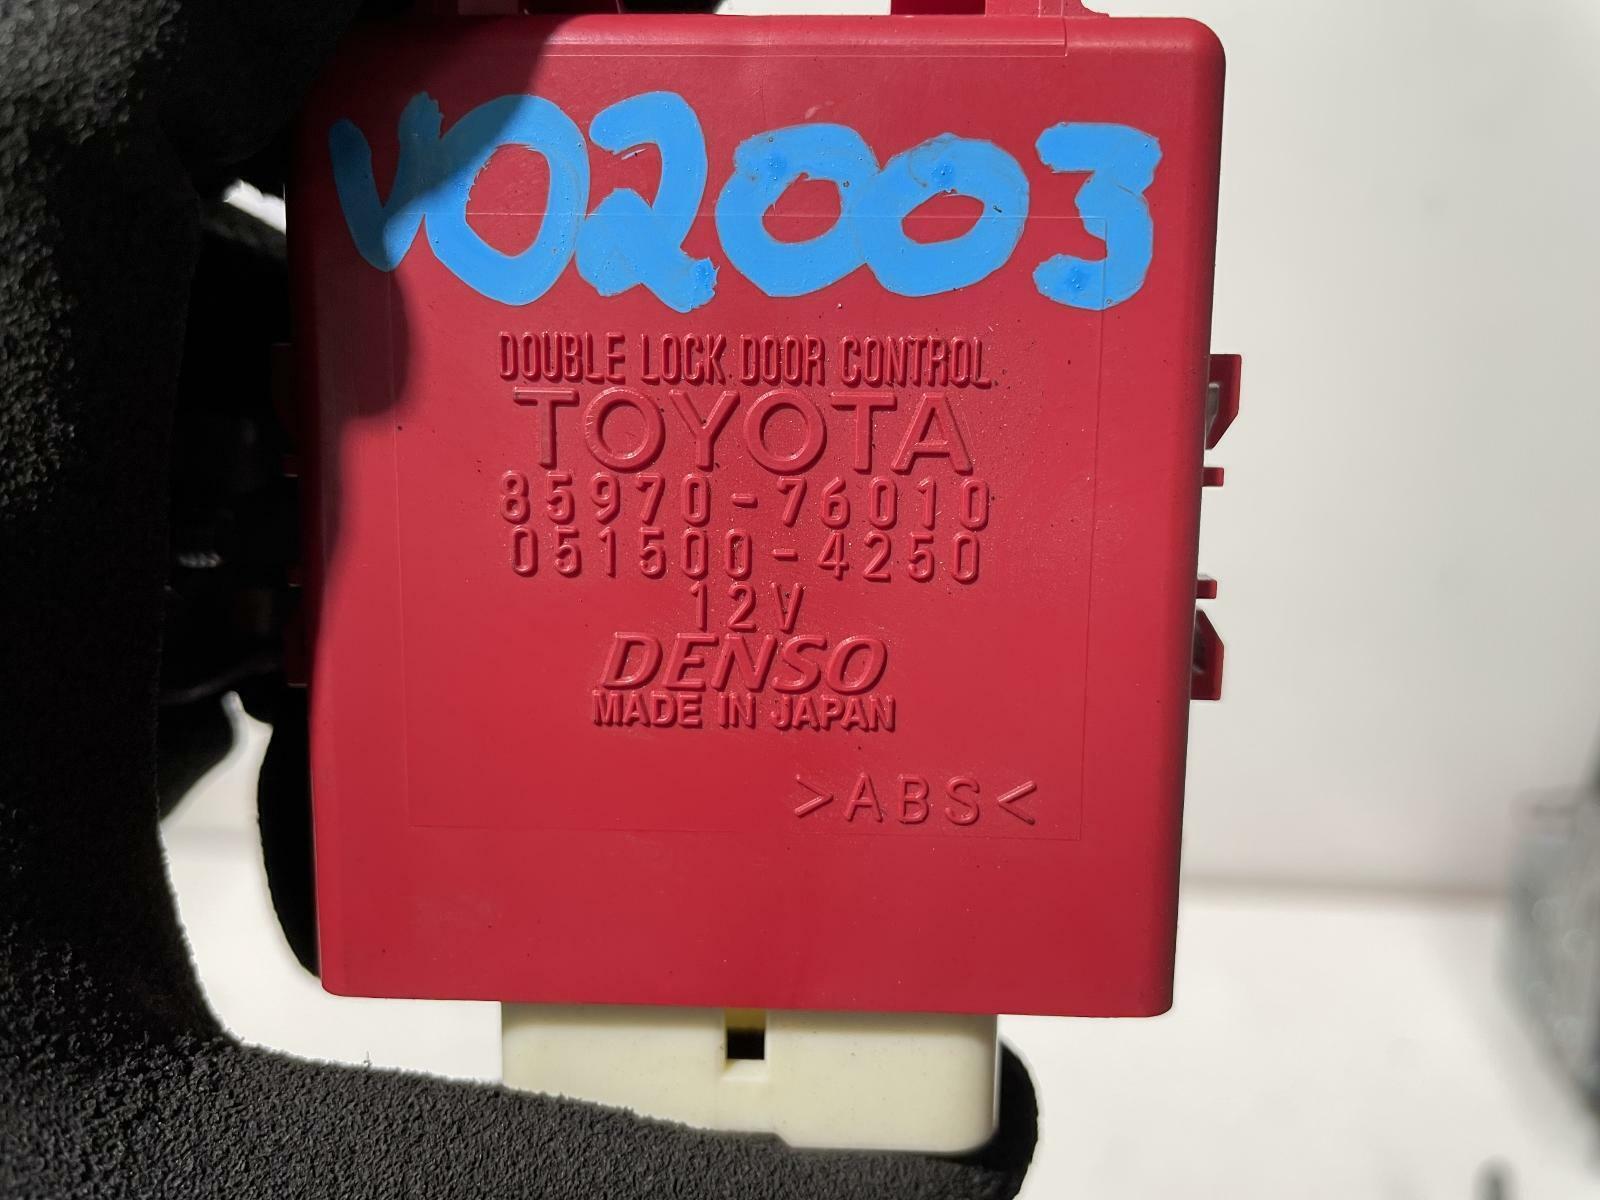 VO2003
DOUBLE LOCK DOOR CONTROL
TOYOTA
85970-76010
051500-4250
12V
DENSO
MADE IN JAPAN
>ABS<